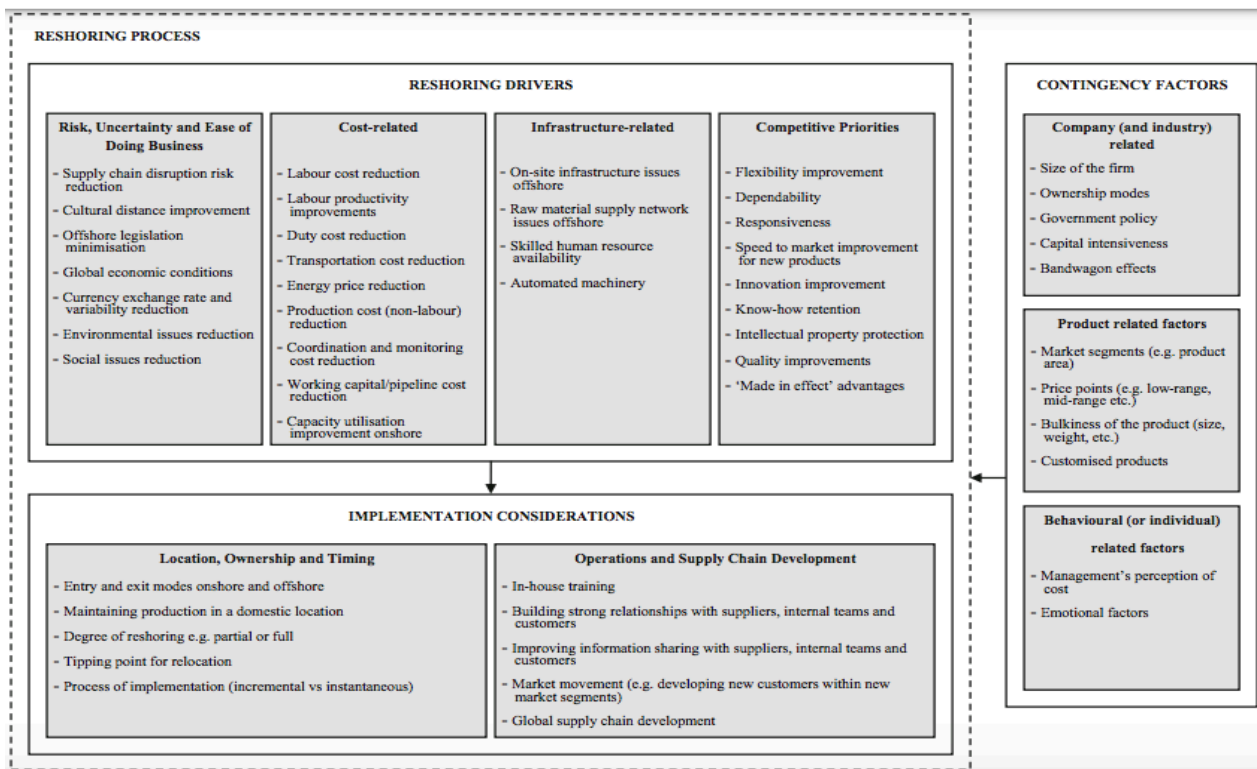 RESHORING PROCESS
RESHORING DRIVERS
Risk, Uncertainty and Ease of
Doing Business
- Supply chain disruption risk
reduction
- Cultural distance improvement
- Offshore legislation
minimisation
- Global economic conditions
- Currency exchange rate and
variability reduction
- Environmental issues reduction
- Social issues reduction
Cost-related
- Labour cost reduction
- Labour productivity
improvements
- Duty cost reduction
- Transportation cost reduction
- Energy price reduction
- Production cost (non-labour)
reduction
- Coordination and monitoring
cost reduction
- Working capital/pipeline cost
reduction
- Capacity utilisation
improvement onshore
Infrastructure-related
- On-site infrastructure issues
offshore
- Raw material supply network
issues offshore
- Skilled human resource
availability
- Automated machinery
Competitive Priorities
- Flexibility improvement
- Dependability
- Responsiveness
- Speed to market improvement
for new products
- Innovation improvement
- Know-how retention
- Intellectual property protection
- Quality improvements
- ‘Made in effect’ advantages
IMPLEMENTATION CONSIDERATIONS
Location, Ownership and Timing
- Entry and exit modes onshore and offshore
- Maintaining production in a domestic location
- Degree of reshoring e.g. partial or full
- Tipping point for relocation
- Process of implementation (incremental vs instantaneous)
Operations and Supply Chain Development
- In-house training
- Building strong relationships with suppliers, internal teams and
customers
- Improving information sharing with suppliers, internal teams and
customers
- Market movement (e.g. developing new customers within new
market segments)
- Global supply chain development
CONTINGENCY FACTORS
Company (and industry)
related
- Size of the firm
- Ownership modes
- Government policy
- Capital intensiveness
- Bandwagon effects
Product related factors
- Market segments (e.g. product
area)
- Price points (e.g. low-range,
mid-range etc.)
- Bulkiness of the product (size,
weight, etc.)
- Customised products
Behavioural (or individual)
related factors
- Management’s perception of
cost
- Emotional factors